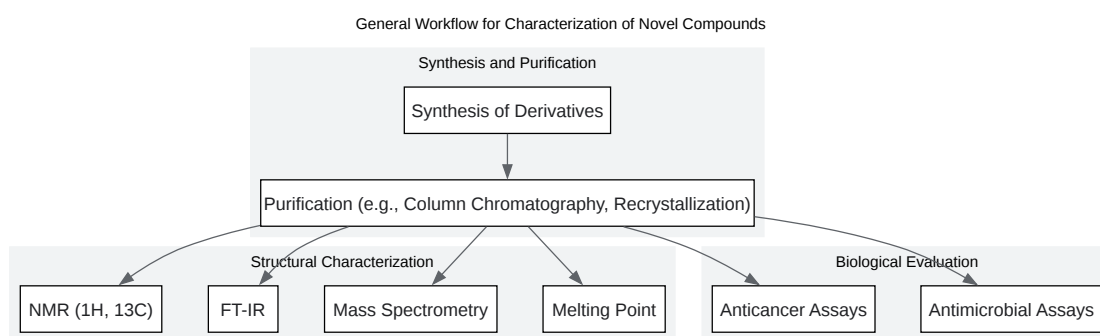 General Workflow for Characterization of Novel Compounds
Synthesis and Purification
Synthesis of Derivatives
Purification (e.g., Column Chromatography, Recrystallization)
Structural Characterization
Biological Evaluation
NMR (1H, 13C)
FT-IR
Mass Spectrometry
Melting Point
Anticancer Assays
Antimicrobial Assays